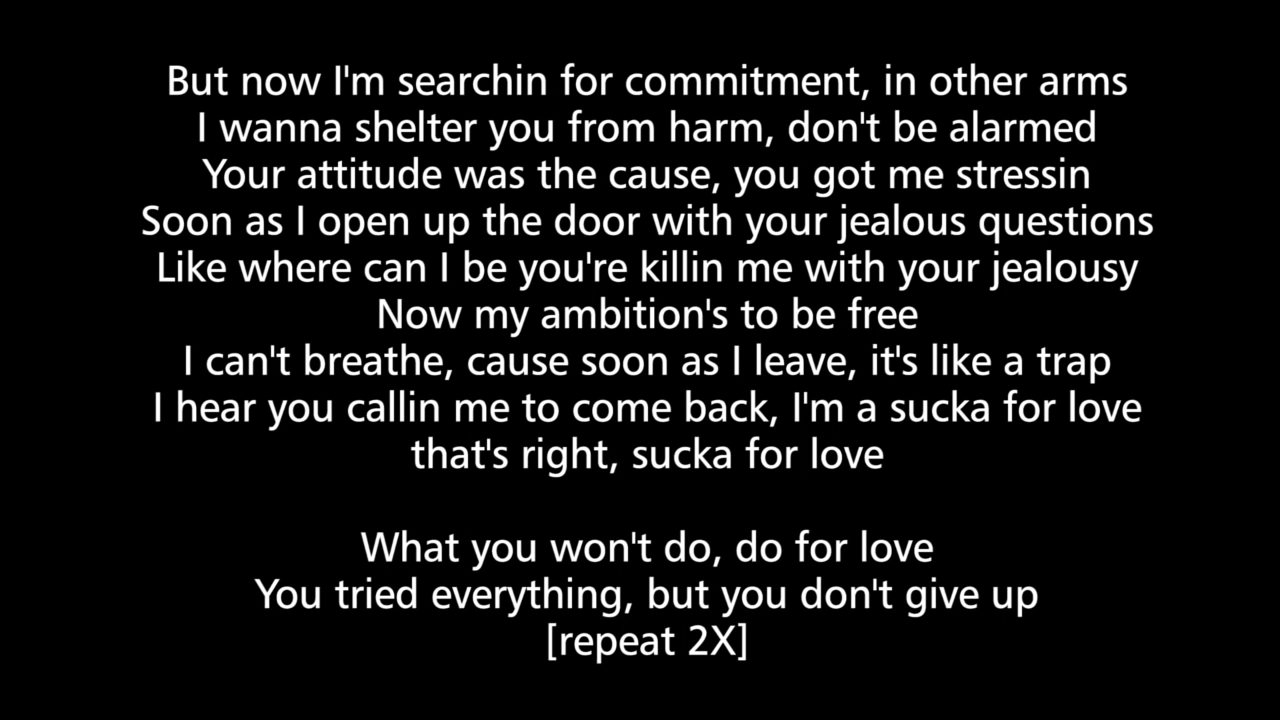 But now I'm searchin for commitment, in other arms
I wanna shelter you from harm, don't be alarmed
Your attitude was the cause, you got me stressin
Soon as I open up the door with your jealous questions
Like where can I be you're killin me with your jealousy
Now my ambition's to be free
I can't breathe, cause soon as I leave, it's like a trap
I hear you callin me to come back, I'm a sucka for love
that's right, sucka for love
What you won't do, do for love
You tried everything, but you don't give up
[repeat 2X]